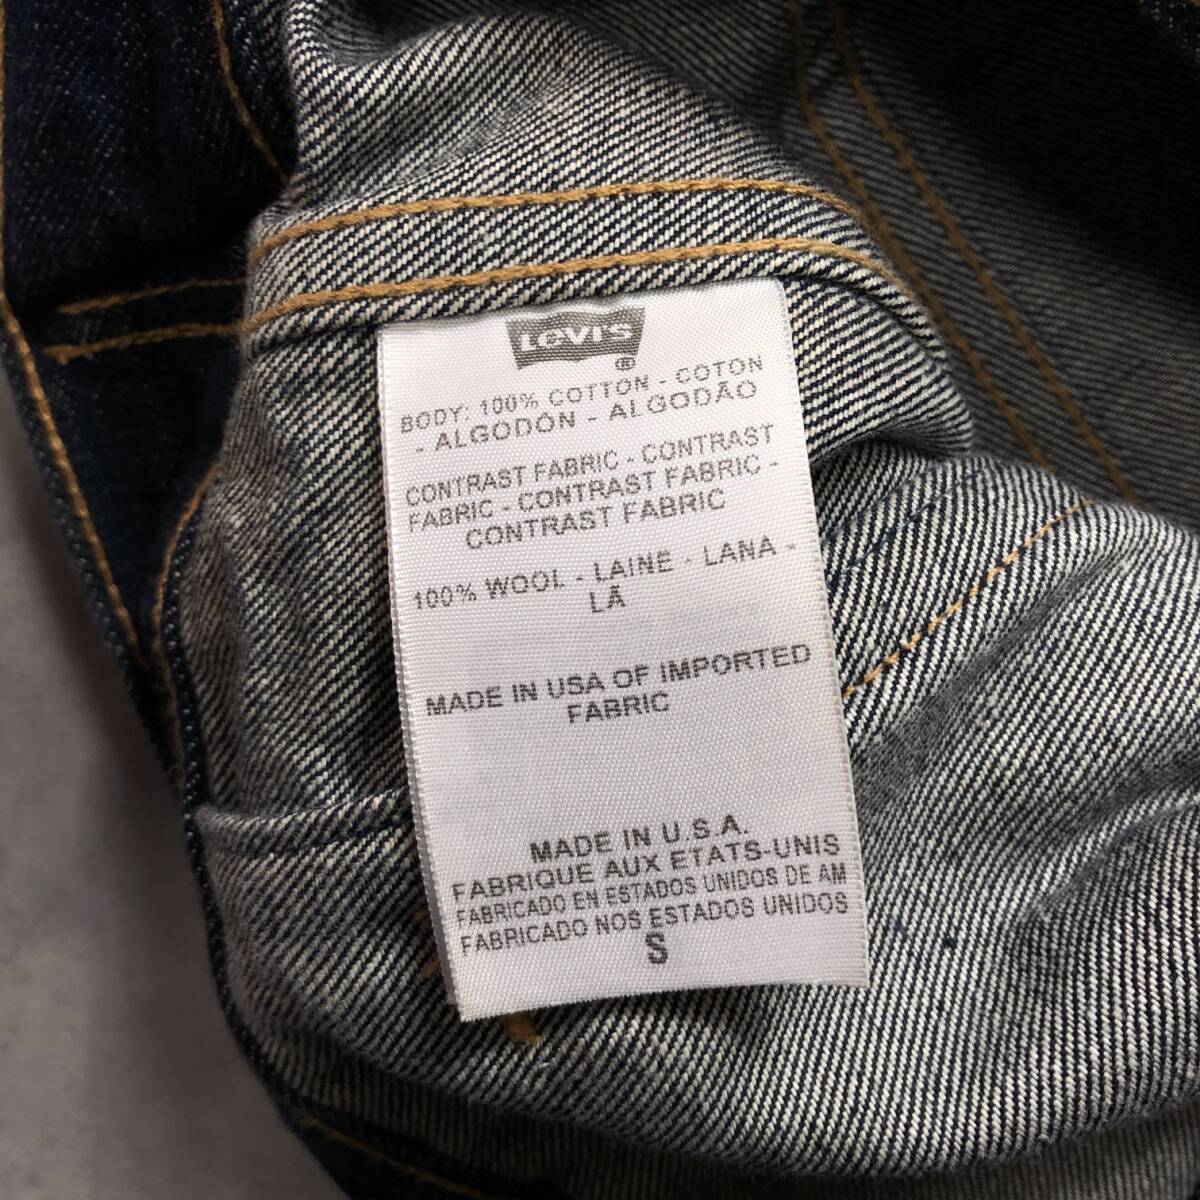 LEVI'S
®
BODY: 100% COTTON - COTON
- ALGODÓN - ALGODÃO
CONTRAST FABRIC - CONTRAST
FABRIC - CONTRAST FABRIC -
CONTRAST FABRIC
100% WOOL - LAINE - LANA -
LÃ
MADE IN USA OF IMPORTED
FABRIC
MADE IN U.S.A.
FABRIQUE AUX ETATS-UNIS
FABRICADO EN ESTADOS UNIDOS DE AM
FABRICADO NOS ESTADOS UNIDOS
S